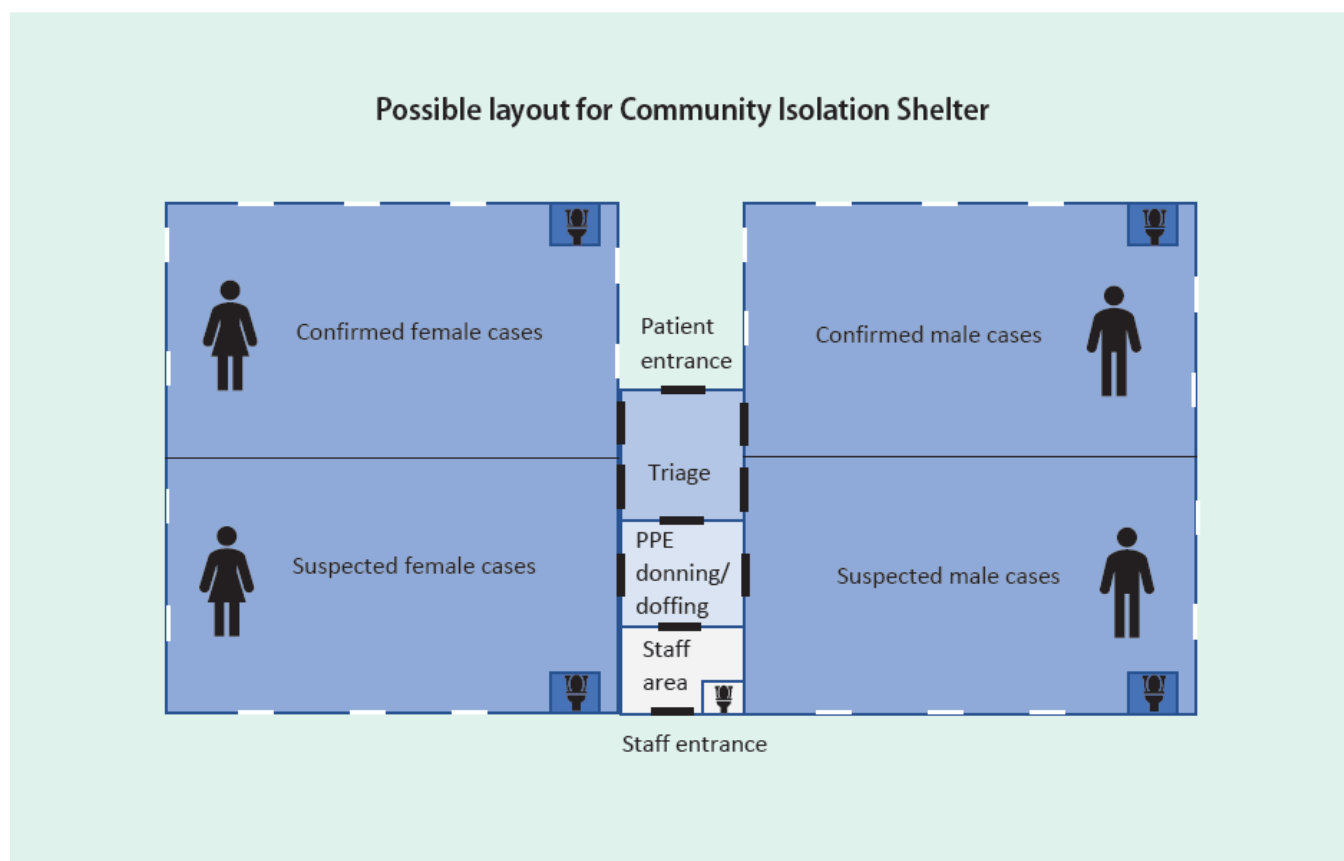 Possible layout for Community Isolation Shelter
Confirmed female cases
Patient
entrance
Confirmed male cases
Triage
Suspected female cases
PPE
donning/
doffing
Suspected male cases
Staff
area
Staff entrance